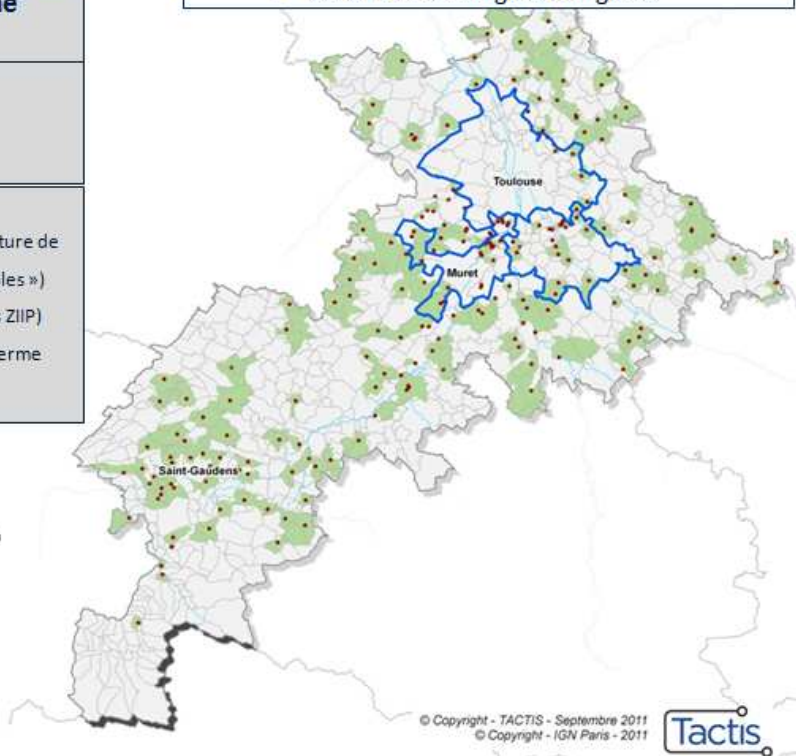 ture de
les »)
ZIIP)
erme
Toulouse
Muret
Saint-Gaudens
© Copyright - TACTIS - Septembre 2011
© Copyright - IGN Paris - 2011
Tactis